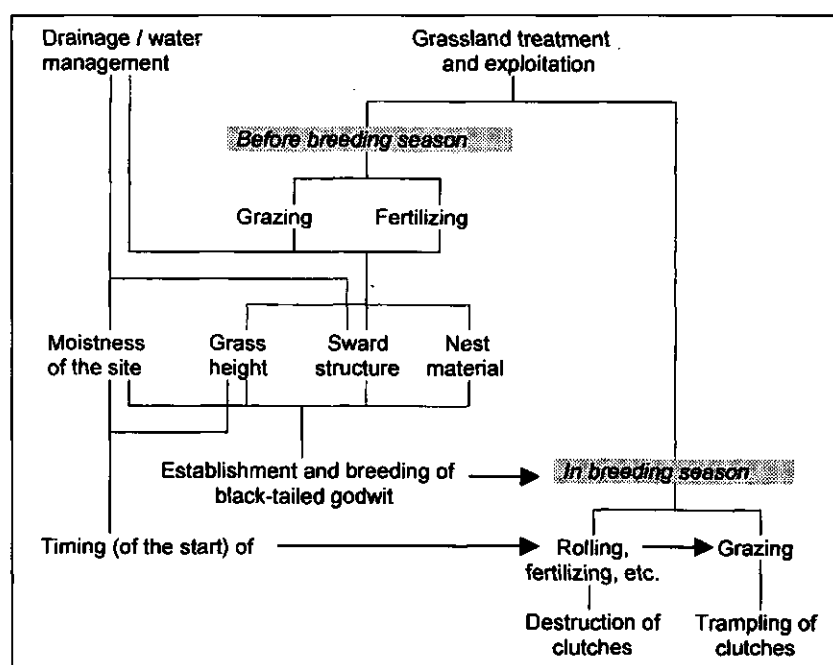 Drainage / water
management
Grassland treatment
and exploitation
Before breeding season
Grazing
Fertilizing
Moistness
of the site
Grass
height
Sward
structure
Nest
material
Establishment and breeding of
black-tailed godwit
In breeding season
Timing (of the start) of
Rolling,
fertilizing, etc.
Grazing
Destruction of
clutches
Trampling of
clutches